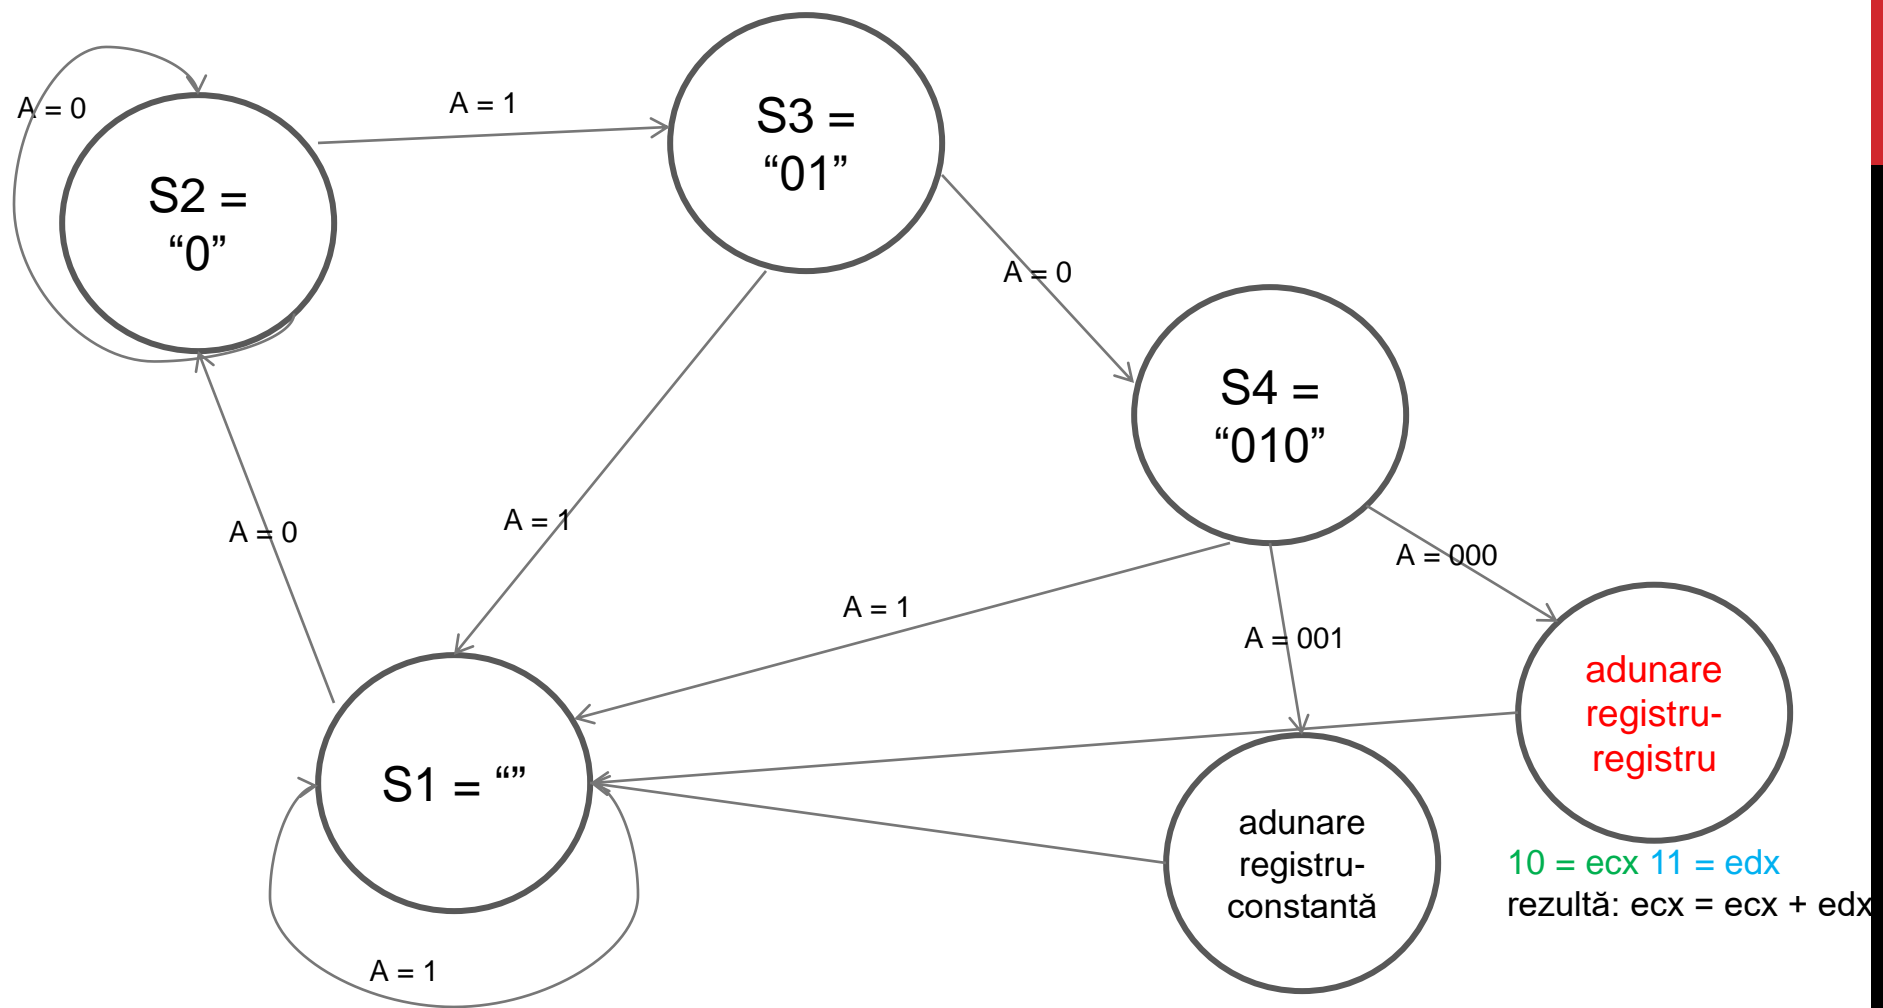 A = 0
A = 1
S3 =
“01”
S2 =
“0”
A = 0
S4 =
“010”
A = 0
A = 1
A = 000
A = 1
A = 001
adunare
registru-
registru
S1 = “”
adunare
registru-
constantă
10 = ecx 11 = edx
rezultă: ecx = ecx + edx
A = 1